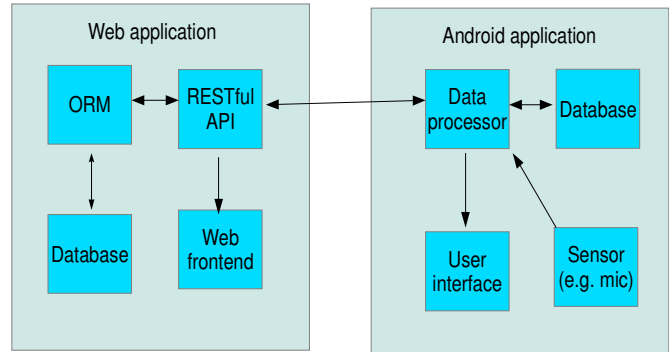 Web application
ORM
RESTful
API
Database
Web
frontend
Android application
Data
processor
Database
User
interface
Sensor
(e.g. mic)